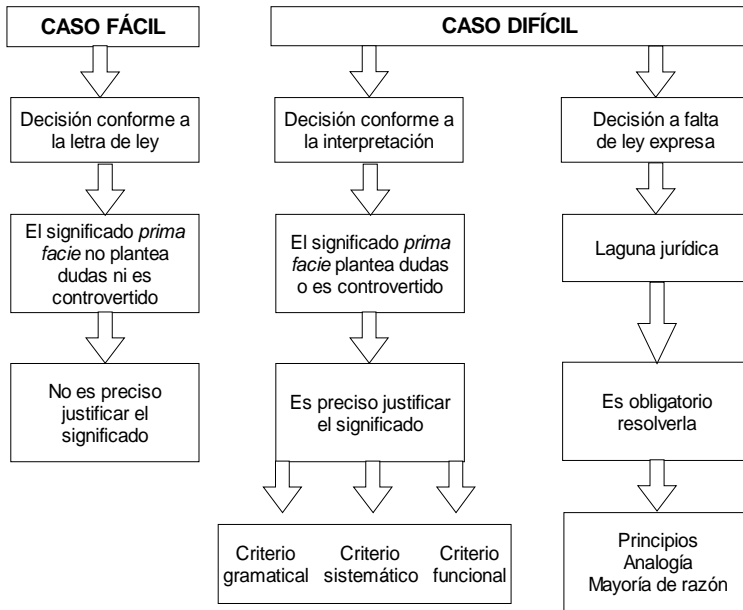 CASO FÁCIL
CASO DIFÍCIL
Decisión conforme a
la letra de ley
Decisión conforme a
la interpretación
Decisión a falta
de ley expresa
El significado prima
facie no plantea
dudas ni es
controvertido
El significado prima
facie plantea dudas
o es controvertido
Laguna jurídica
No es preciso
justificar el
significado
Es preciso justificar
el significado
Es obligatorio
resolverla
Criterio
gramatical
Criterio
sistemático
Criterio
funcional
Principios
Analogía
Mayoría de razón